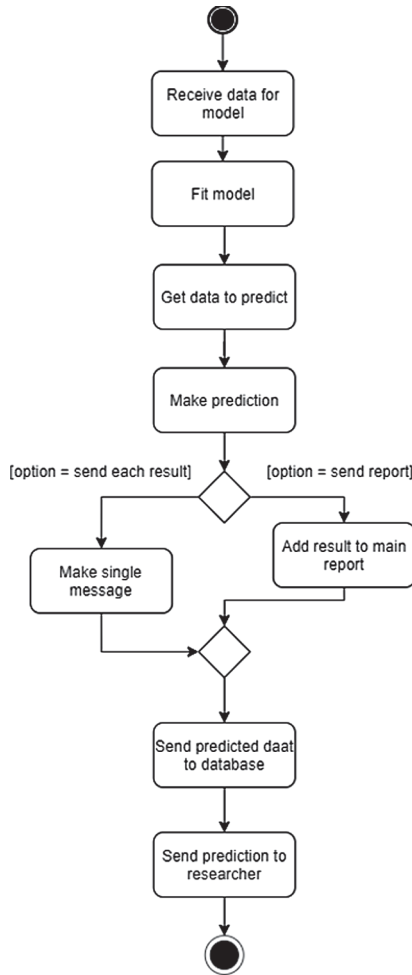 Receive data for
model
Fit model
Get data to predict
Make prediction
[option = send each result]
[option = send report]
Make single
message
Add result to main
report
Send predicted daat
to database
Send prediction to
researcher